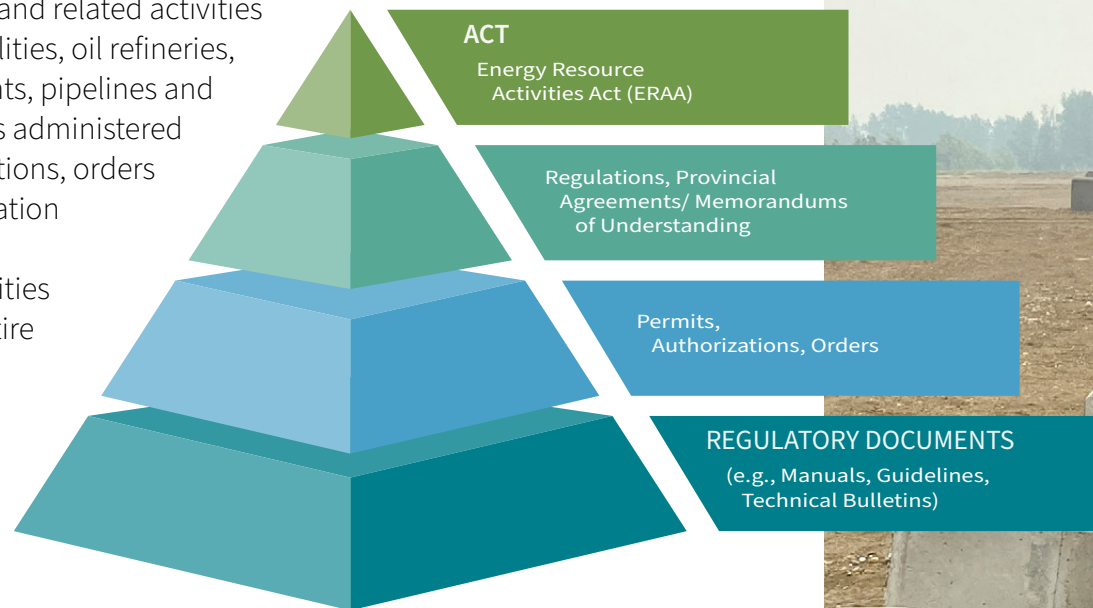 and related activities
lities, oil refineries,
ts, pipelines and
s administered
tions, orders
ation
ities
tire
ACT
Energy Resource
Activities Act (ERAA)
Regulations, Provincial
Agreements/ Memorandums
of Understanding
Permits,
Authorizations, Orders
REGULATORY DOCUMENTS
(e.g., Manuals, Guidelines,
Technical Bulletins)